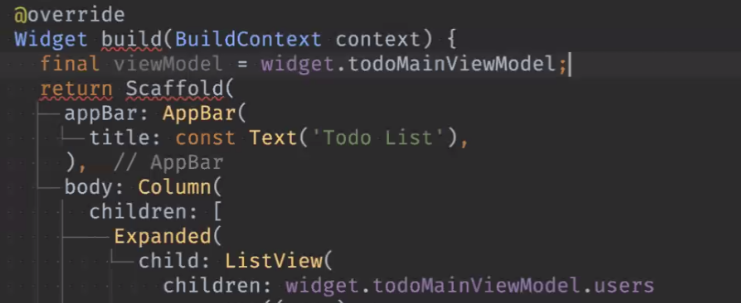 @override
Widget build(BuildContext context) {
final viewModel = widget.todoMainViewModel;
return Scaffold(
appBar: AppBar(
title: const Text('Todo List'),
), // AppBar
body: Column(
children: [
Expanded(
child: ListView(
children: widget.todoMainViewModel.users